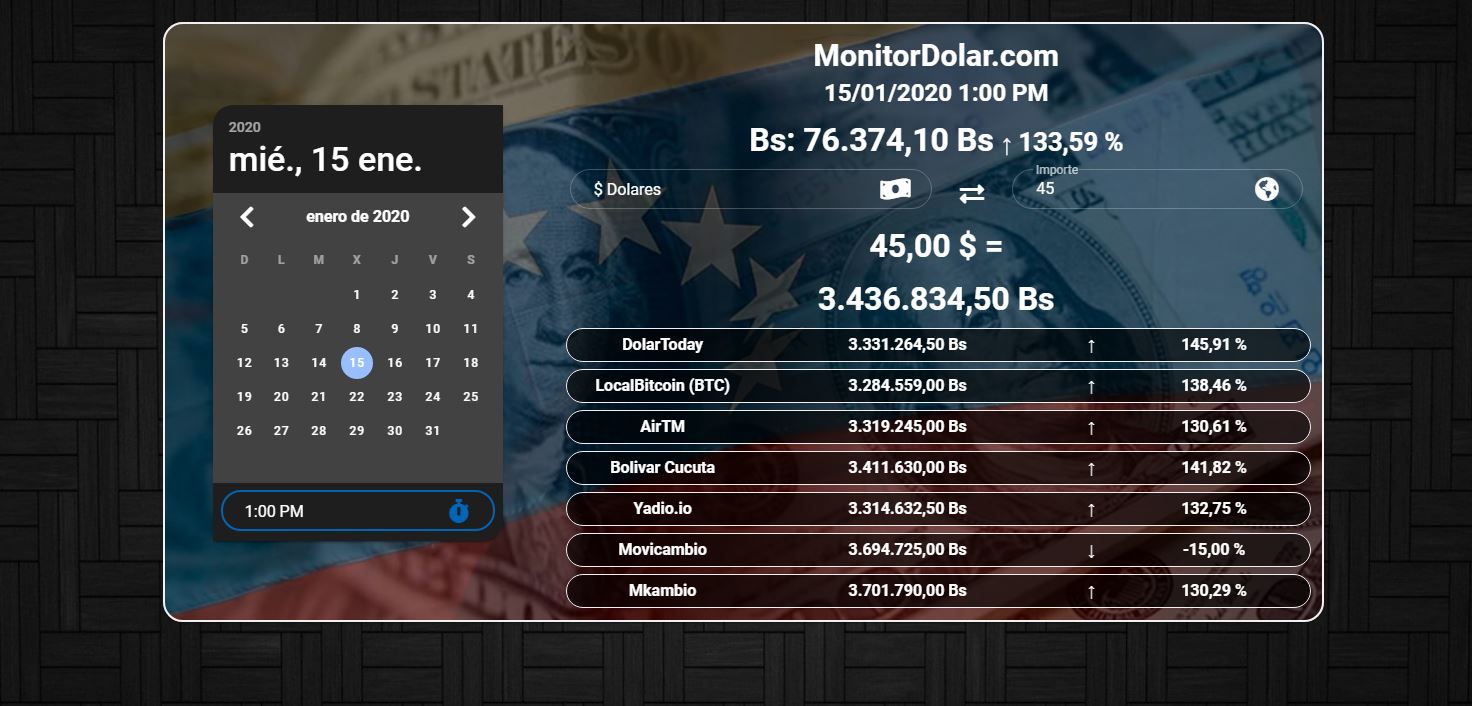 STATES O
2020
mié., 15 ene.
enero de 2020
D L M X J V S
1 2 3 4
5 6 7 8 9 10 11
12 13 14 15 16 17 18
19 20 21 22 23 24 25
26 27 28 29 30 31
1:00 PM
MonitorDolar.com
15/01/2020 1:00 PM
Bs: 76.374,10 Bs ↑ 133,59 %
$ Dolares
Importe
45
45,00 $ =
3.436.834,50 Bs
DolarToday 3.331.264,50 Bs ↑ 145,91 %
LocalBitcoin (BTC) 3.284.559,00 Bs ↑ 138,46 %
AirTM 3.319.245,00 Bs ↑ 130,61 %
Bolivar Cucuta 3.411.630,00 Bs ↑ 141,82 %
Yadio.io 3.314.632,50 Bs ↑ 132,75 %
Movicambio 3.694.725,00 Bs ↓ -15,00 %
Mkambio 3.701.790,00 Bs ↑ 130,29 %